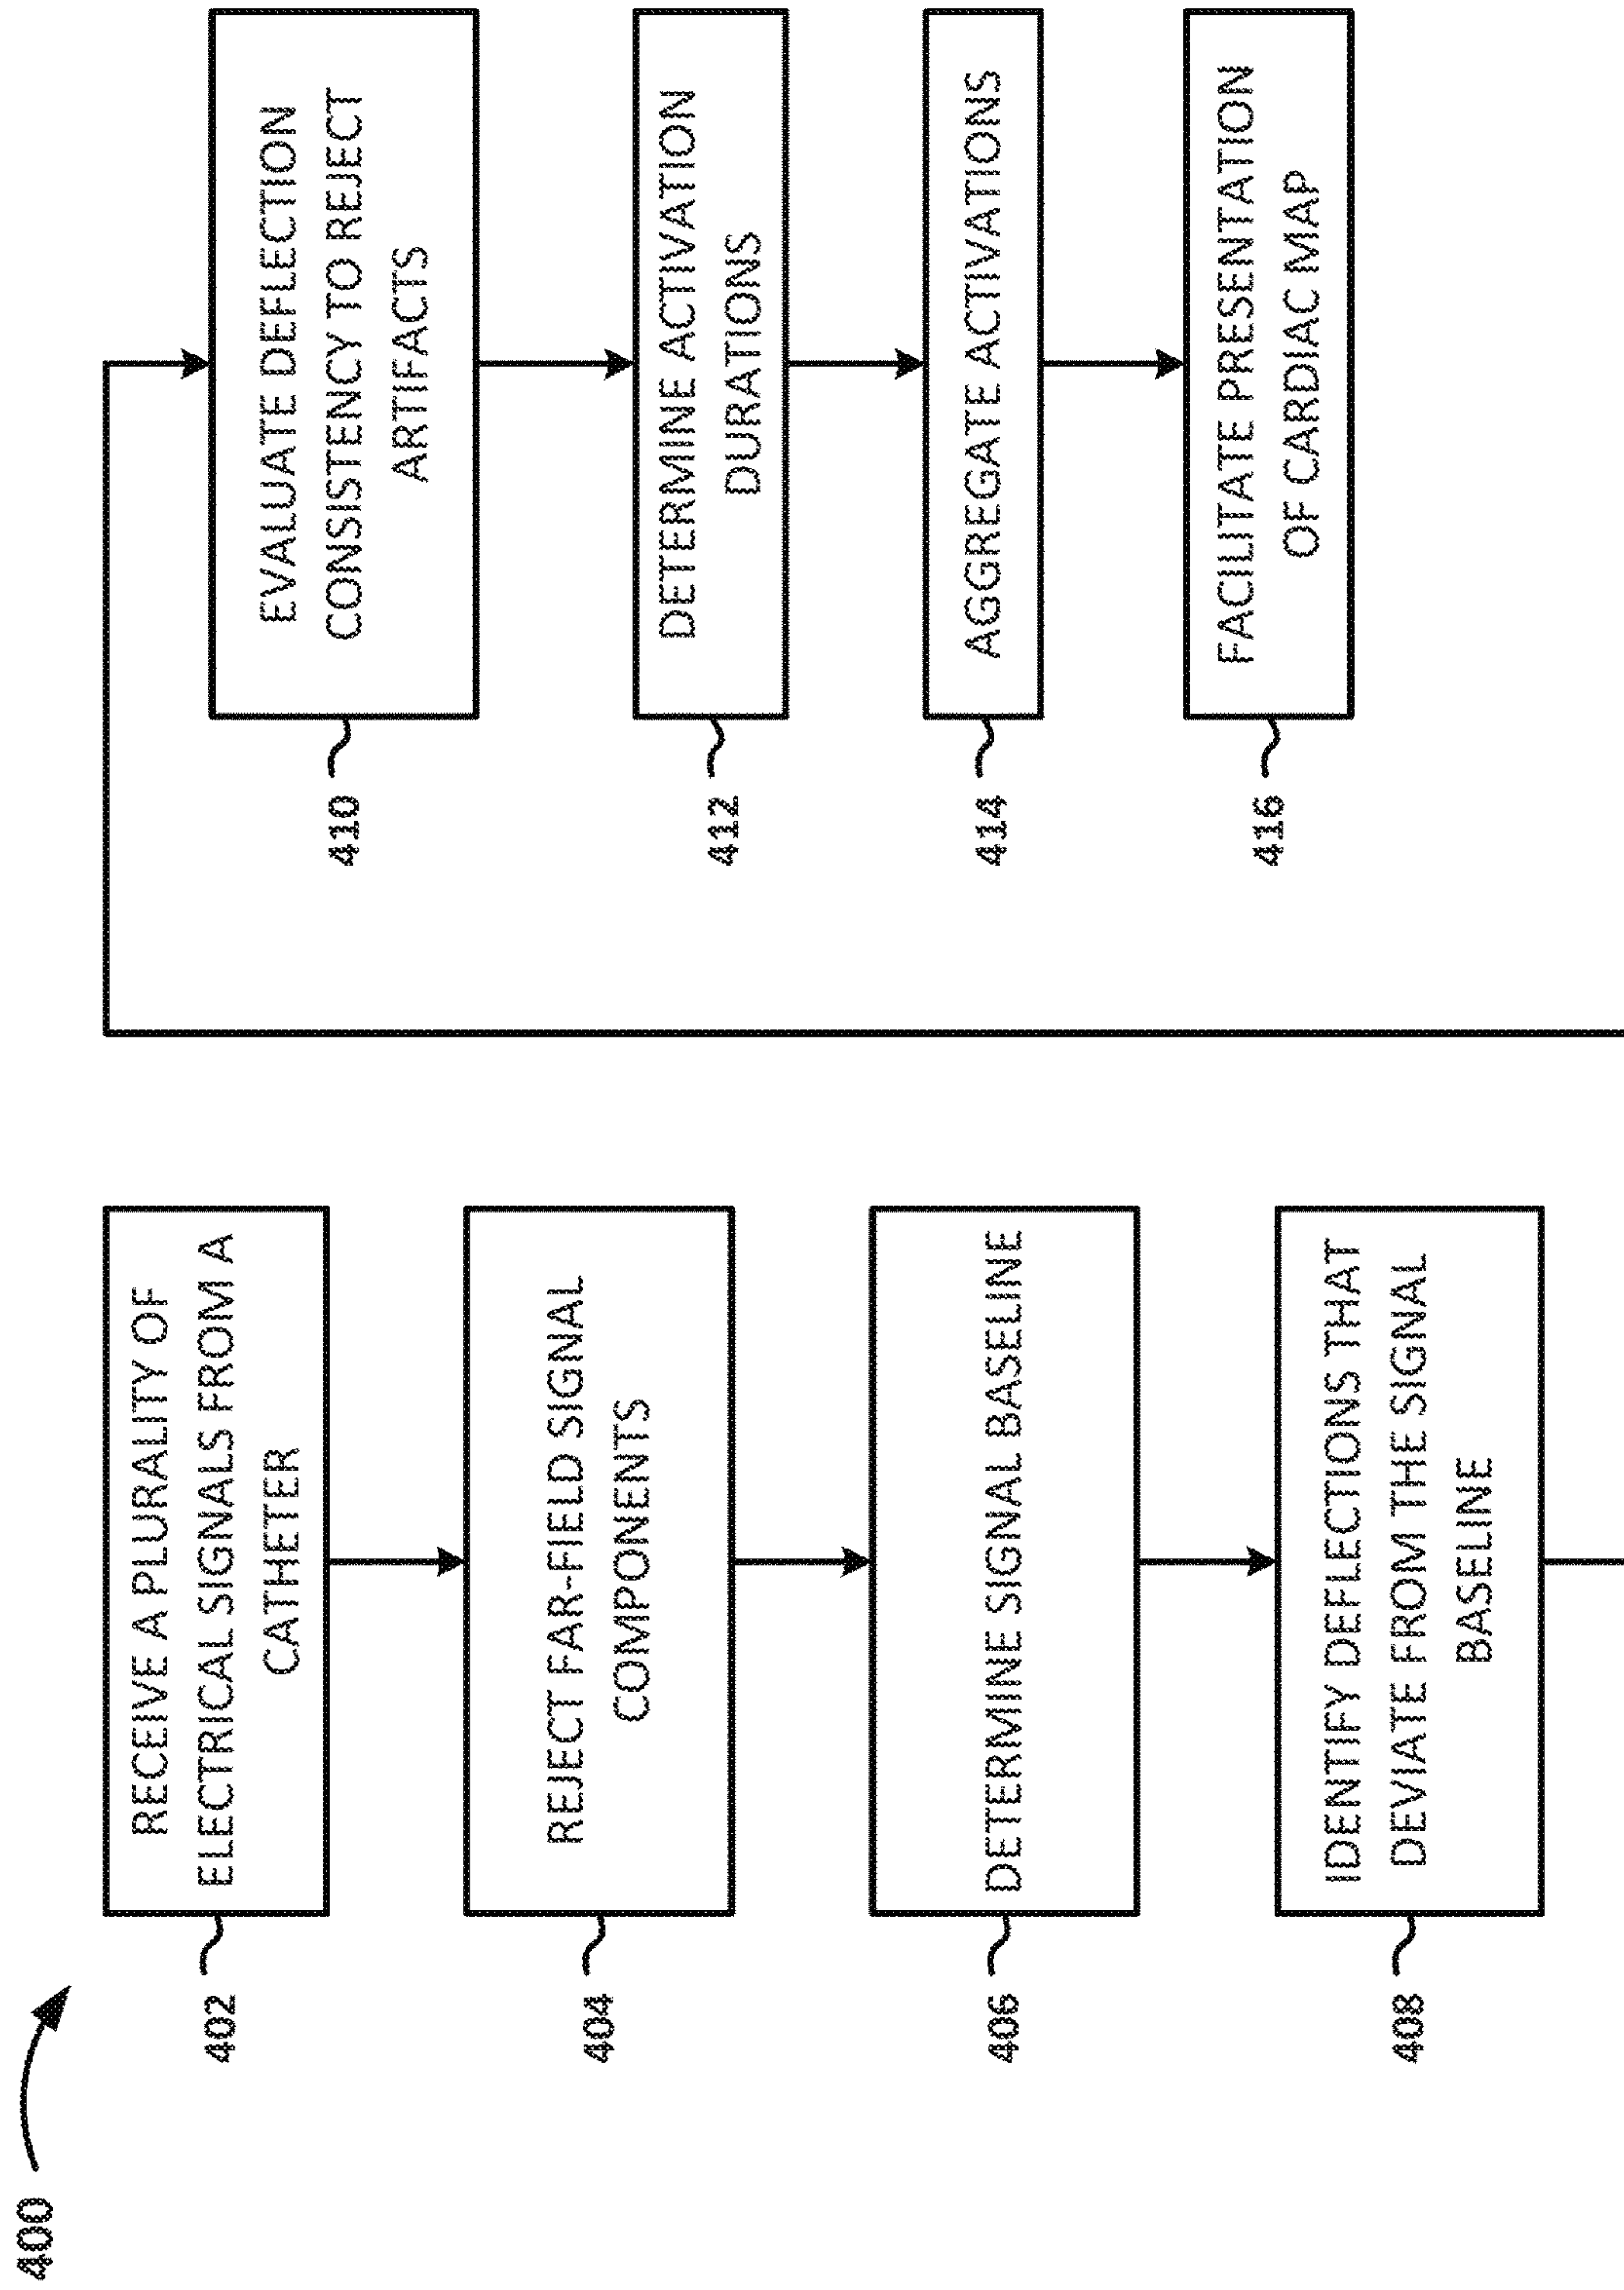 400
402
RECEIVE A PLURALITY OF
ELECTRICAL SIGNALS FROM A
CATHETER
404
REJECT FAR-FIELD SIGNAL
COMPONENTS
406
DETERMINE SIGNAL BASELINE
408
IDENTIFY DEFLECTIONS THAT
DEVIATE FROM THE SIGNAL
BASELINE
410
EVALUATE DEFLECTION
CONSISTENCY TO REJECT
ARTIFACTS
412
DETERMINE ACTIVATION
DURATIONS
414
AGGREGATE ACTIVATIONS
416
FACILITATE PRESENTATION
OF CARDIAC MAP